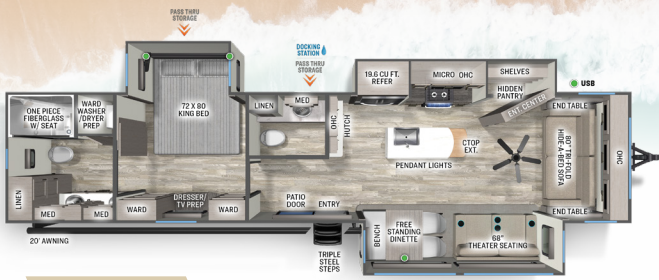 PASS THRU
STORAGE
DOCKING
STATION
PASS THRU
STORAGE
ONE PIECE
FIBERGLASS
W/ SEAT
WARD
WASHER
/DRYER
PREP
72 X 80
KING BED
LINEN
MED
OHC
HUTCH
19.6 CU FT.
REFER
MICRO
OHC
SHELVES
HIDDEN
PANTRY
ENT. CENTER
USB
END TABLE
80" TRI-FOLD
HIDE-A-BED SOFA
OHC
END TABLE
CTOP
EXT.
PENDANT LIGHTS
LINEN
MED
MED
WARD
DRESSER/
TV PREP
WARD
PATIO
DOOR
ENTRY
BENCH
FREE
STANDING
DINETTE
68"
THEATER SEATING
20' AWNING
TRIPLE
STEEL
STEPS